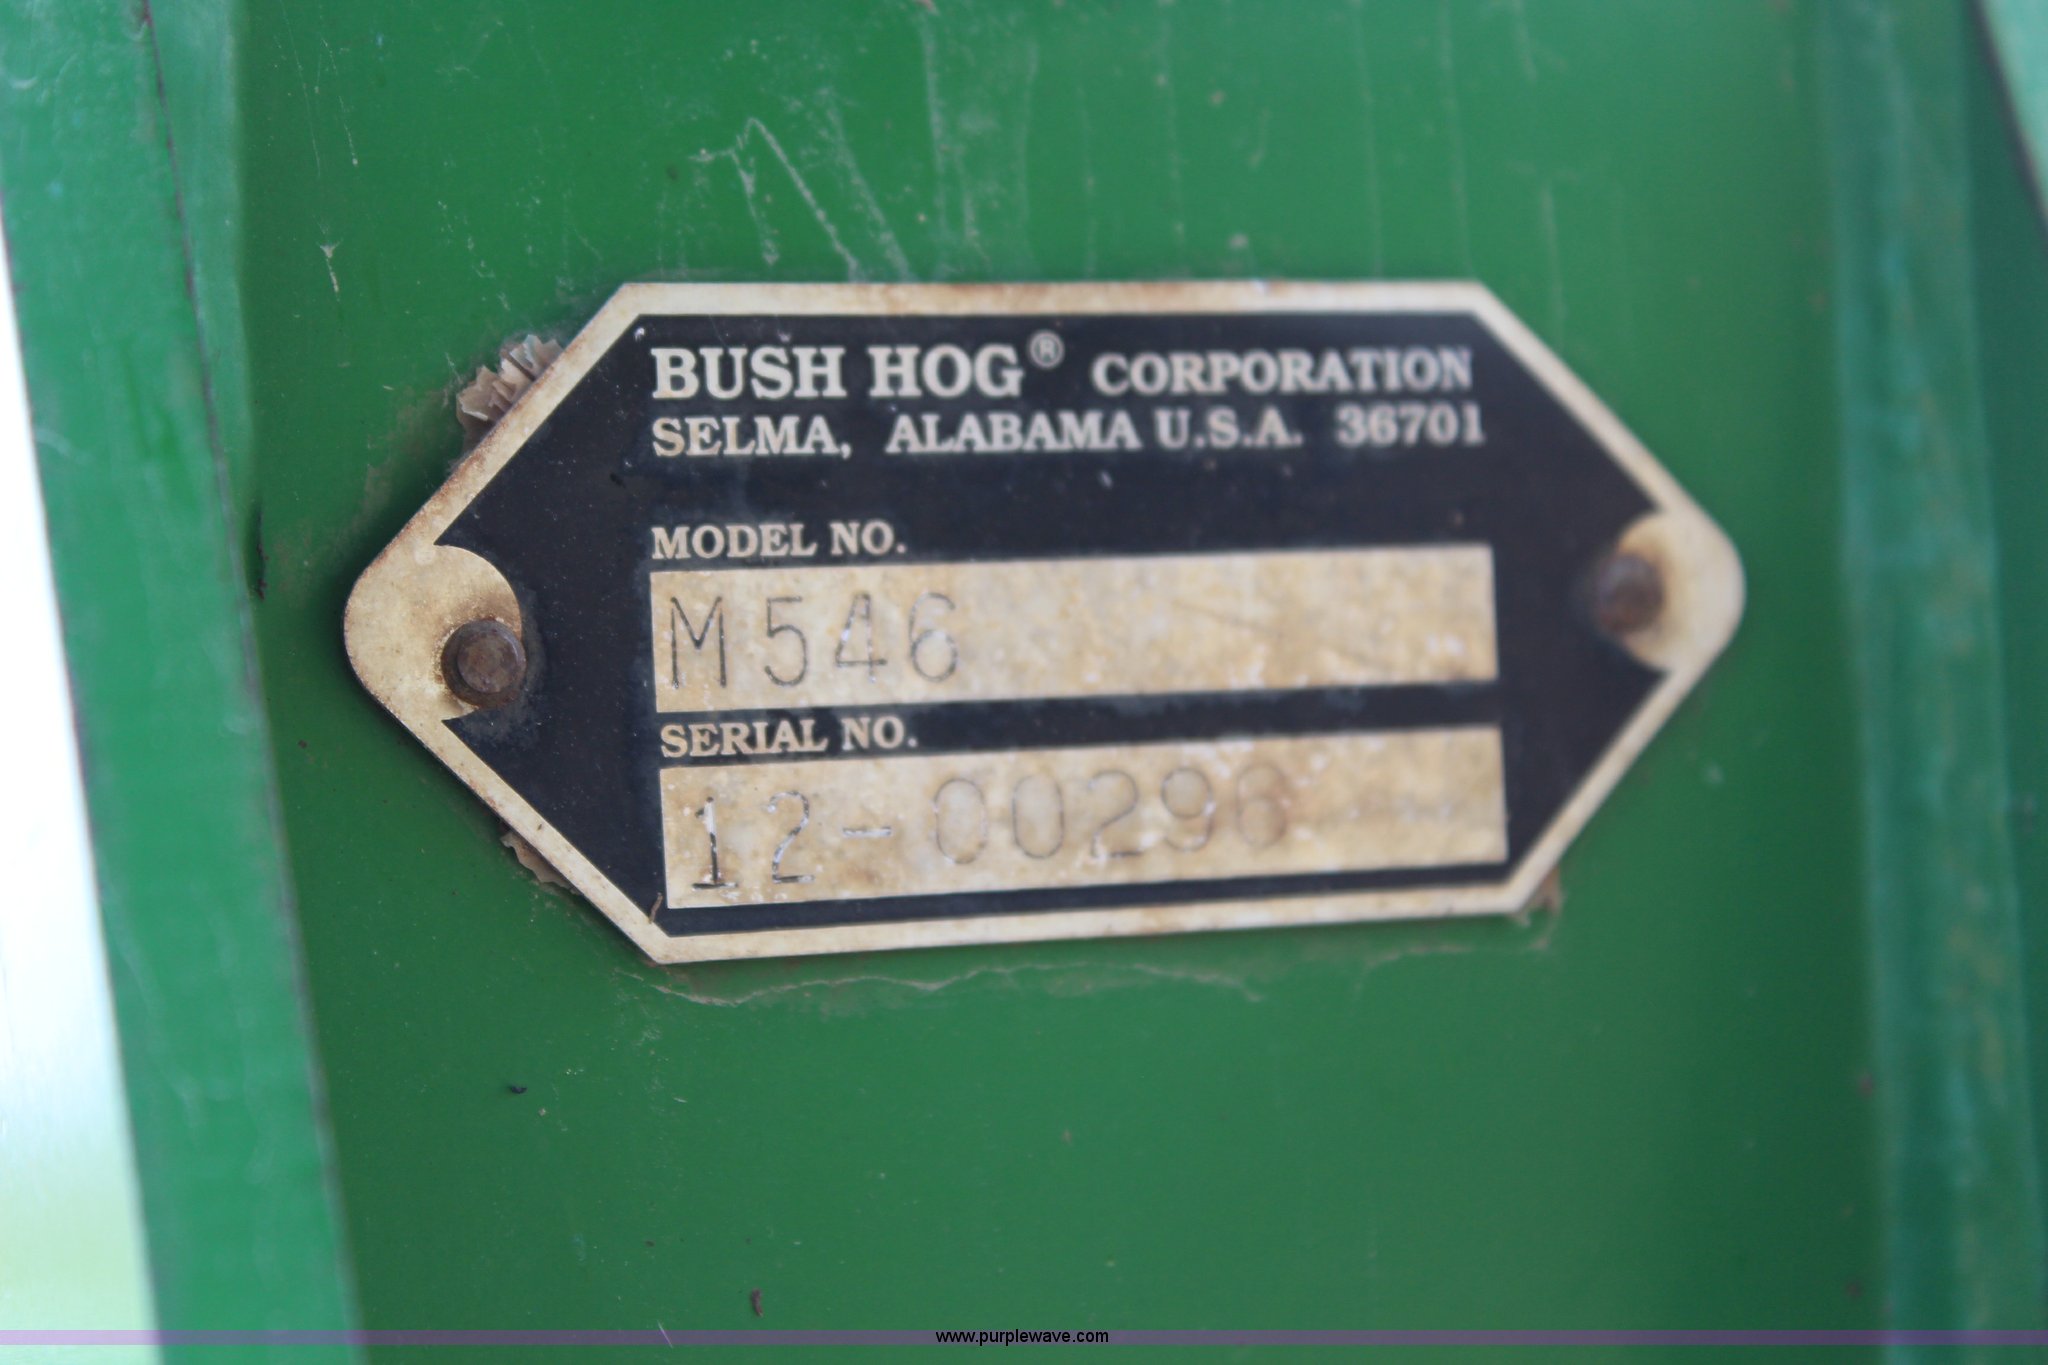 BUSH HOG® CORPORATION
SELMA, ALABAMA U.S.A. 36701
MODEL NO.
M546
SERIAL NO.
12-00296
www.purplewave.com